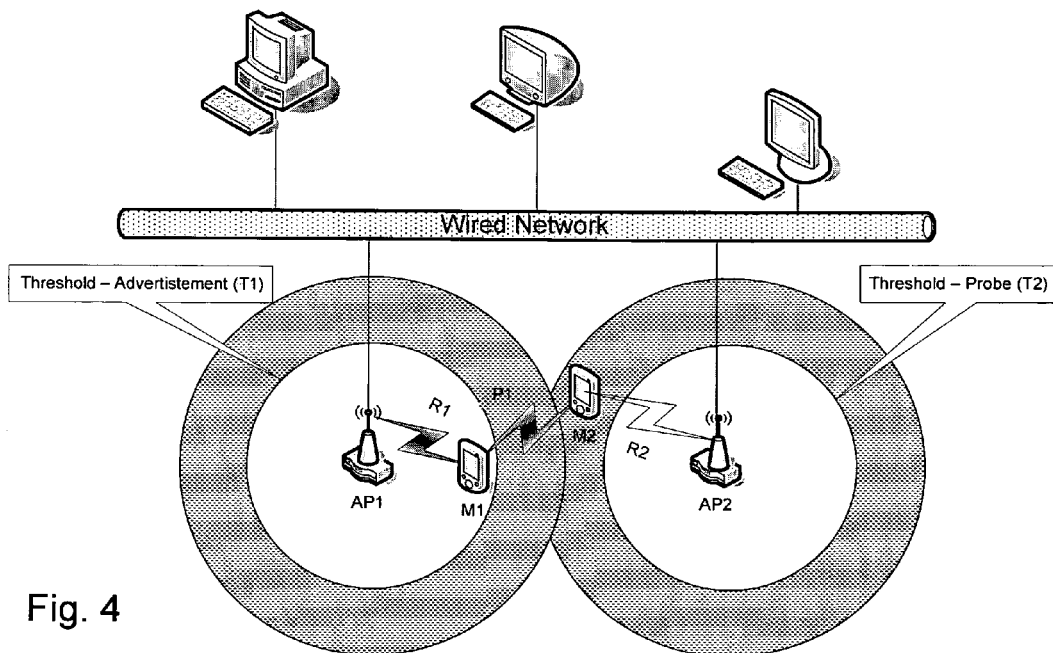 Wired Network
Threshold – Advertistement (T1)
Threshold – Probe (T2)
R1
P1
M2
R2
AP1
M1
AP2
Fig. 4